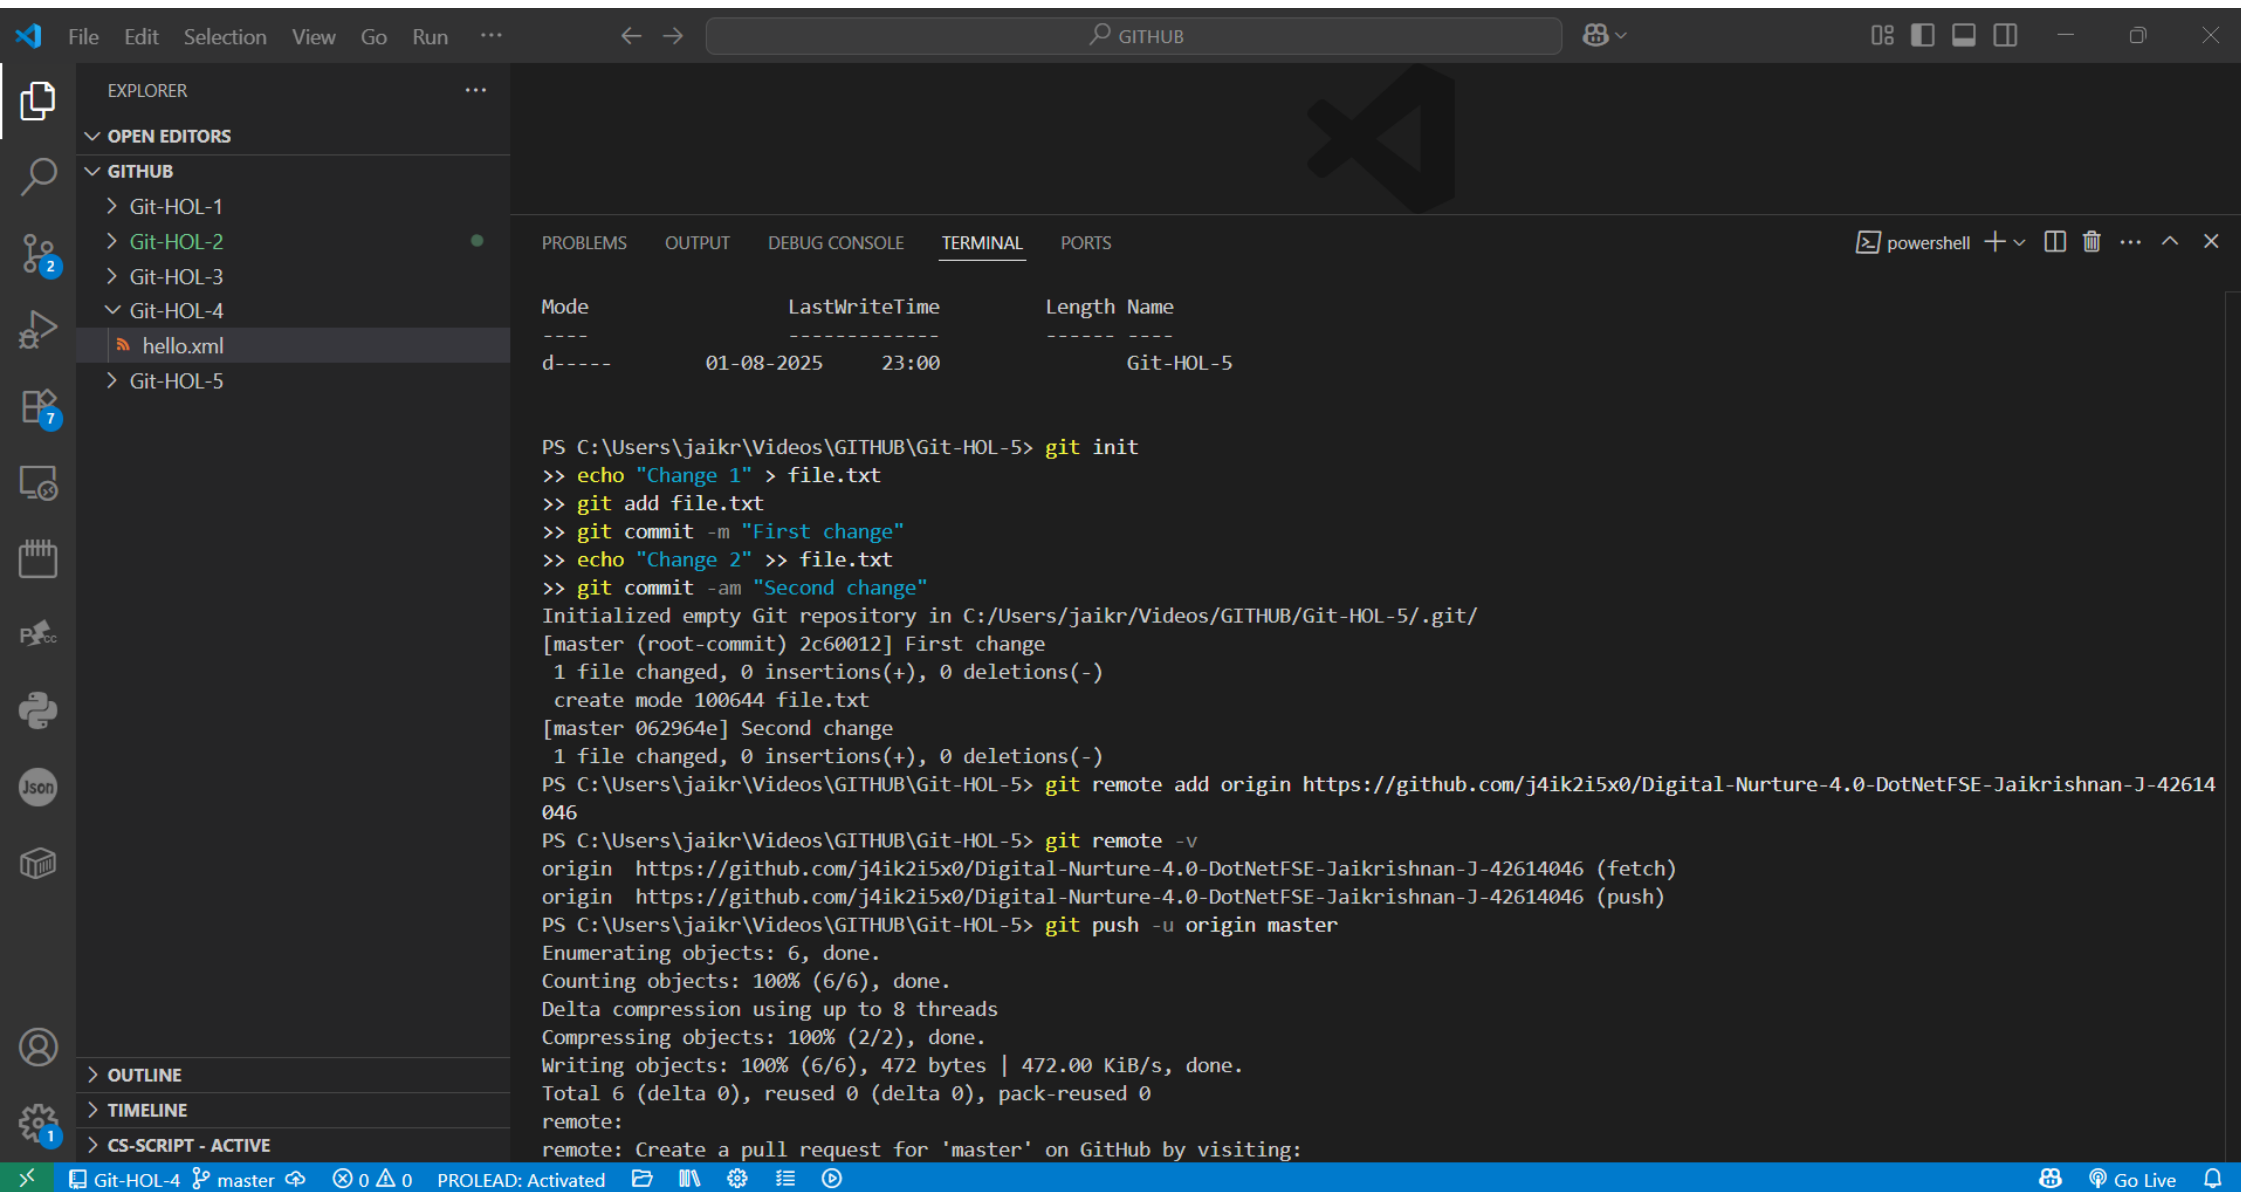 File Edit Selection View Go Run ···
GITHUB
EXPLORER
OPEN EDITORS
GITHUB
Git-HOL-1
Git-HOL-2
Git-HOL-3
Git-HOL-4
hello.xml
Git-HOL-5
OUTLINE
TIMELINE
CS-SCRIPT - ACTIVE
2
7
P cc
Json
1
PROBLEMS OUTPUT DEBUG CONSOLE TERMINAL PORTS
powershell
Mode LastWriteTime Length Name
---- ------------- ------ ----
d----- 01-08-2025 23:00 Git-HOL-5
PS C:\Users\jaikr\Videos\GITHUB\Git-HOL-5> git init
>> echo "Change 1" > file.txt
>> git add file.txt
>> git commit -m "First change"
>> echo "Change 2" >> file.txt
>> git commit -am "Second change"
Initialized empty Git repository in C:/Users/jaikr/Videos/GITHUB/Git-HOL-5/.git/
[master (root-commit) 2c60012] First change
1 file changed, 0 insertions(+), 0 deletions(-)
create mode 100644 file.txt
[master 062964e] Second change
1 file changed, 0 insertions(+), 0 deletions(-)
PS C:\Users\jaikr\Videos\GITHUB\Git-HOL-5> git remote add origin https://github.com/j4ik2i5x0/Digital-Nurture-4.0-DotNetFSE-Jaikrishnan-J-42614
046
PS C:\Users\jaikr\Videos\GITHUB\Git-HOL-5> git remote -v
origin https://github.com/j4ik2i5x0/Digital-Nurture-4.0-DotNetFSE-Jaikrishnan-J-42614046 (fetch)
origin https://github.com/j4ik2i5x0/Digital-Nurture-4.0-DotNetFSE-Jaikrishnan-J-42614046 (push)
PS C:\Users\jaikr\Videos\GITHUB\Git-HOL-5> git push -u origin master
Enumerating objects: 6, done.
Counting objects: 100% (6/6), done.
Delta compression using up to 8 threads
Compressing objects: 100% (2/2), done.
Writing objects: 100% (6/6), 472 bytes | 472.00 KiB/s, done.
Total 6 (delta 0), reused 0 (delta 0), pack-reused 0
remote:
remote: Create a pull request for 'master' on GitHub by visiting:
Git-HOL-4 master 0 0 PROLEAD: Activated Go Live